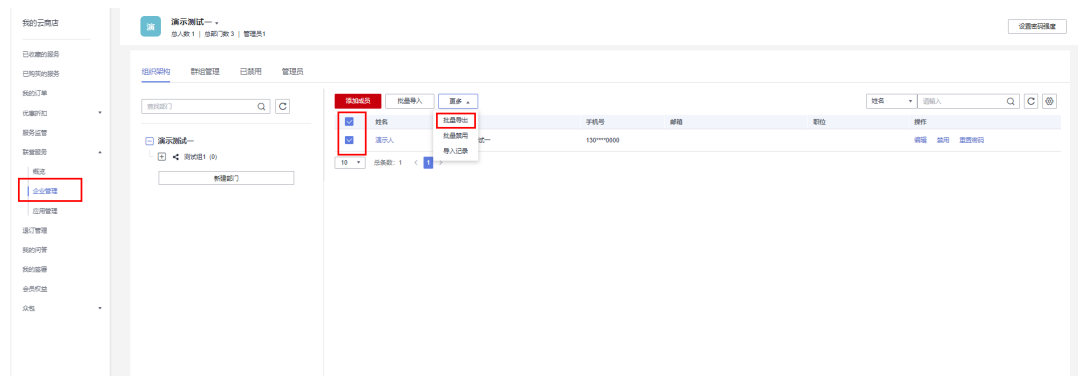 我的云商店
已收藏的服务
已购买的服务
我的订单
优惠折扣
服务监管
联营服务
概览
企业管理
应用管理
退订管理
我的问答
我的签署
会员权益
众包
演
演示测试一
总人数 1 | 总部门数 3 | 管理员1
设置密码强度
组织架构 群组管理 已禁用 管理员
查找部门
演示测试一
测试组1 (0)
新建部门
添加成员 批量导入 更多
姓名 请输入
姓名 手机号 邮箱 职位 操作
演示人 试一 130****0000 编辑 禁用 重置密码
批量导出
批量禁用
导入记录
10 总条数: 1 < 1 >